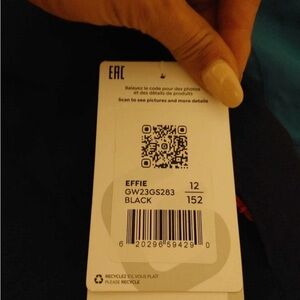 EAC
Balayez le code pour des photos
et des détails de produits
Scan to see pictures and more details
EFFIE
GW23GS283
BLACK
12
152
6 20296 59429 0
RECYCLEZ S'IL VOUS PLAIT
PLEASE RECYCLE